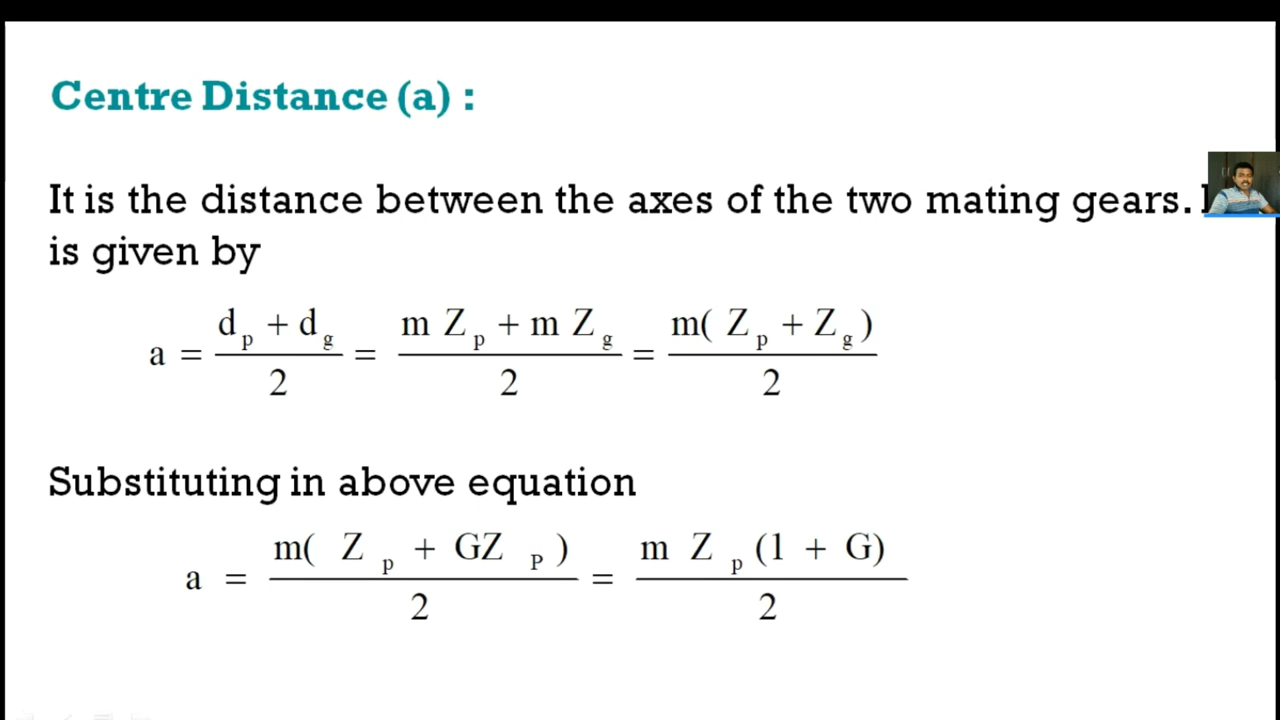 Centre Distance (a) :
It is the distance between the axes of the two mating gears.
is given by
a = (d_p + d_g)/2 = (m Z_p + m Z_g)/2 = m( Z_p + Z_g )/2
Substituting in above equation
a = m( Z_p + GZ_P )/2 = m Z_p (1 + G)/2